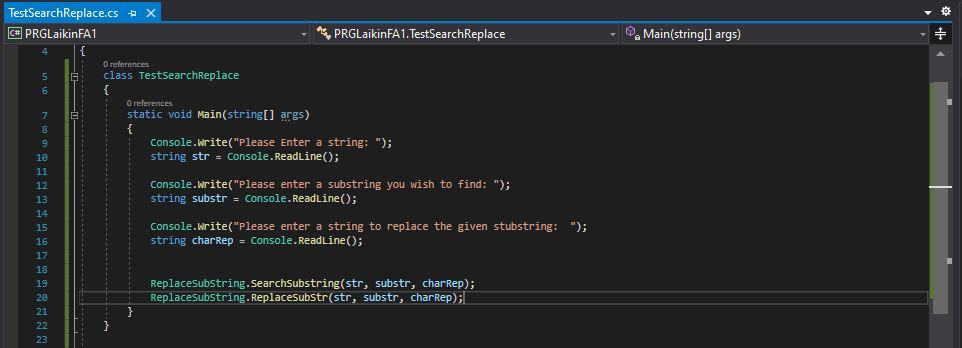 TestSearchReplace.cs
PRGLaikinFA1 PRGLaikinFA1.TestSearchReplace Main(string[] args)
4 {
0 references
5 class TestSearchReplace
6 {
0 references
7 static void Main(string[] args)
8 {
9 Console.Write("Please Enter a string: ");
10 string str = Console.ReadLine();
11
12 Console.Write("Please enter a substring you wish to find: ");
13 string substr = Console.ReadLine();
14
15 Console.Write("Please enter a string to replace the given stubstring:  ");
16 string charRep = Console.ReadLine();
17
18
19 ReplaceSubString.SearchSubstring(str, substr, charRep);
20 ReplaceSubString.ReplaceSubStr(str, substr, charRep);
21 }
22 }
23